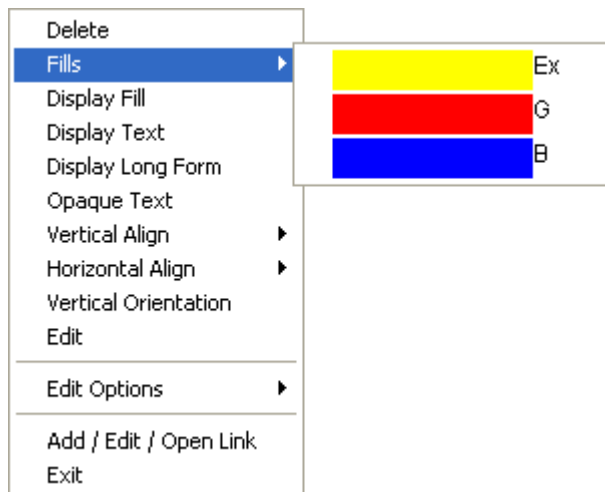 Delete
Fills
Ex
G
B
Display Fill
Display Text
Display Long Form
Opaque Text
Vertical Align
Horizontal Align
Vertical Orientation
Edit
Edit Options
Add / Edit / Open Link
Exit